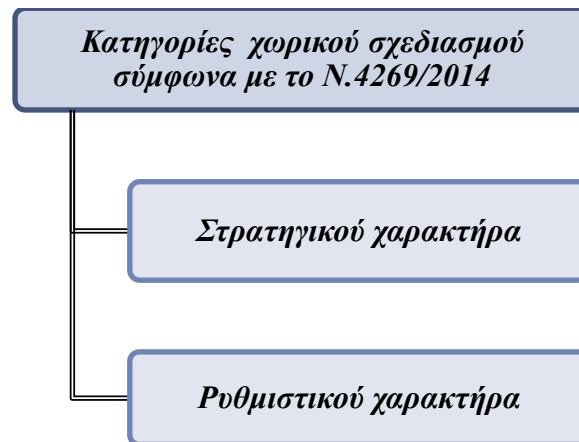 Κατηγορίες χωρικού σχεδιασμού
σύμφωνα με το Ν.4269/2014
Στρατηγικού χαρακτήρα
Ρυθμιστικού χαρακτήρα